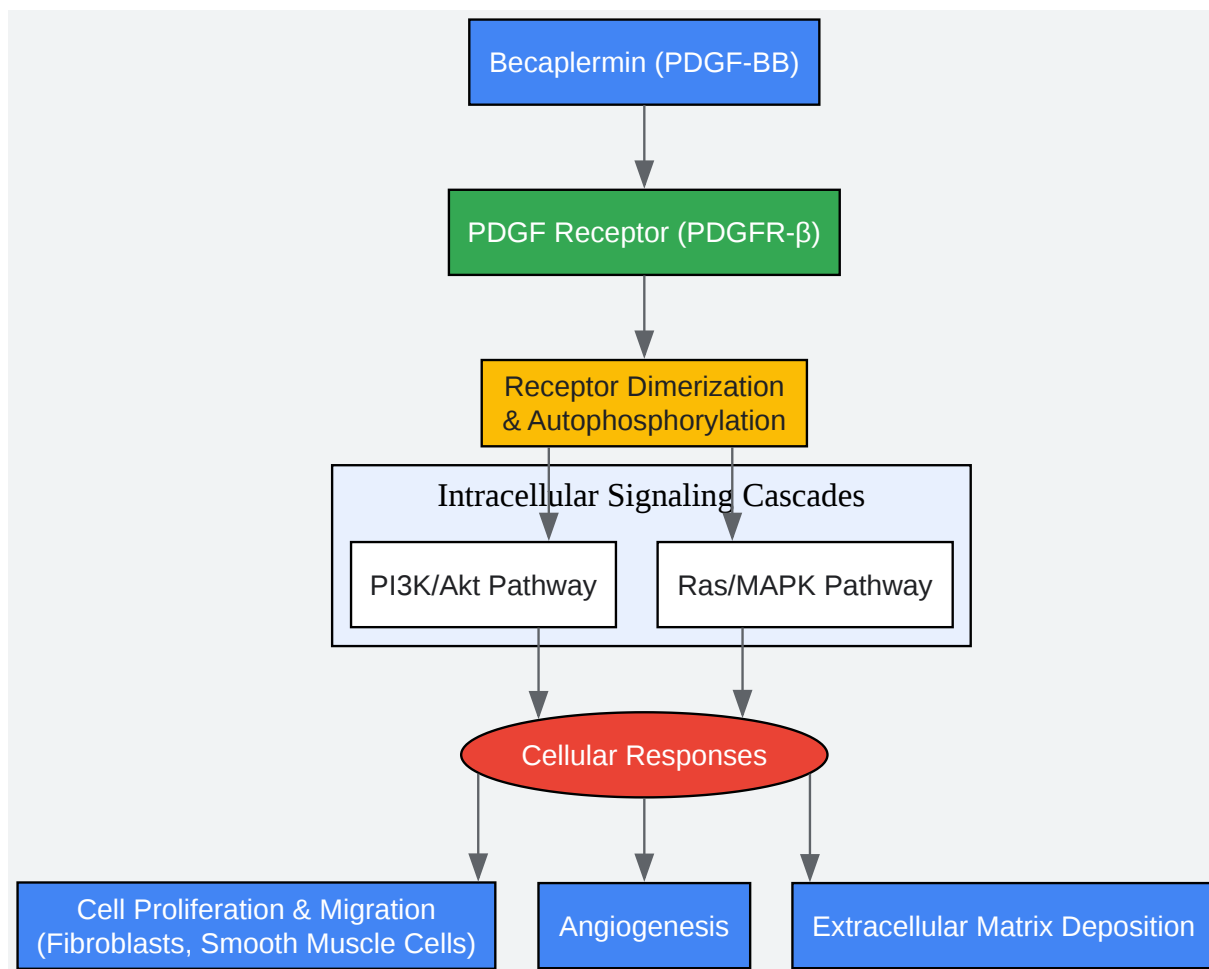 Becaplermin (PDGF-BB)
PDGF Receptor (PDGFR-β)
Receptor Dimerization
& Autophosphorylation
Intracellular Signaling Cascades
PI3K/Akt Pathway
Ras/MAPK Pathway
Cellular Responses
Cell Proliferation & Migration
(Fibroblasts, Smooth Muscle Cells)
Angiogenesis
Extracellular Matrix Deposition